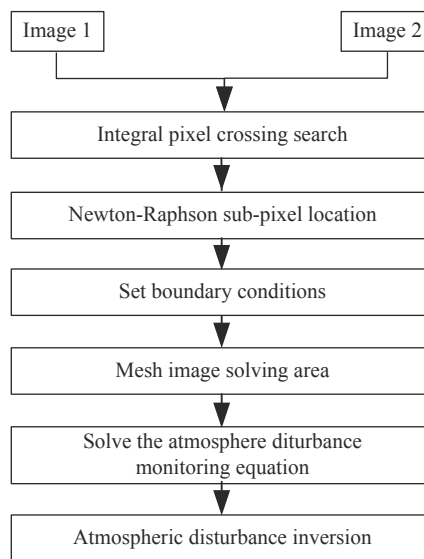 Image 1
Image 2
Integral pixel crossing search
Newton-Raphson sub-pixel location
Set boundary conditions
Mesh image solving area
Solve the atmosphere diturbance
monitoring equation
Atmospheric disturbance inversion